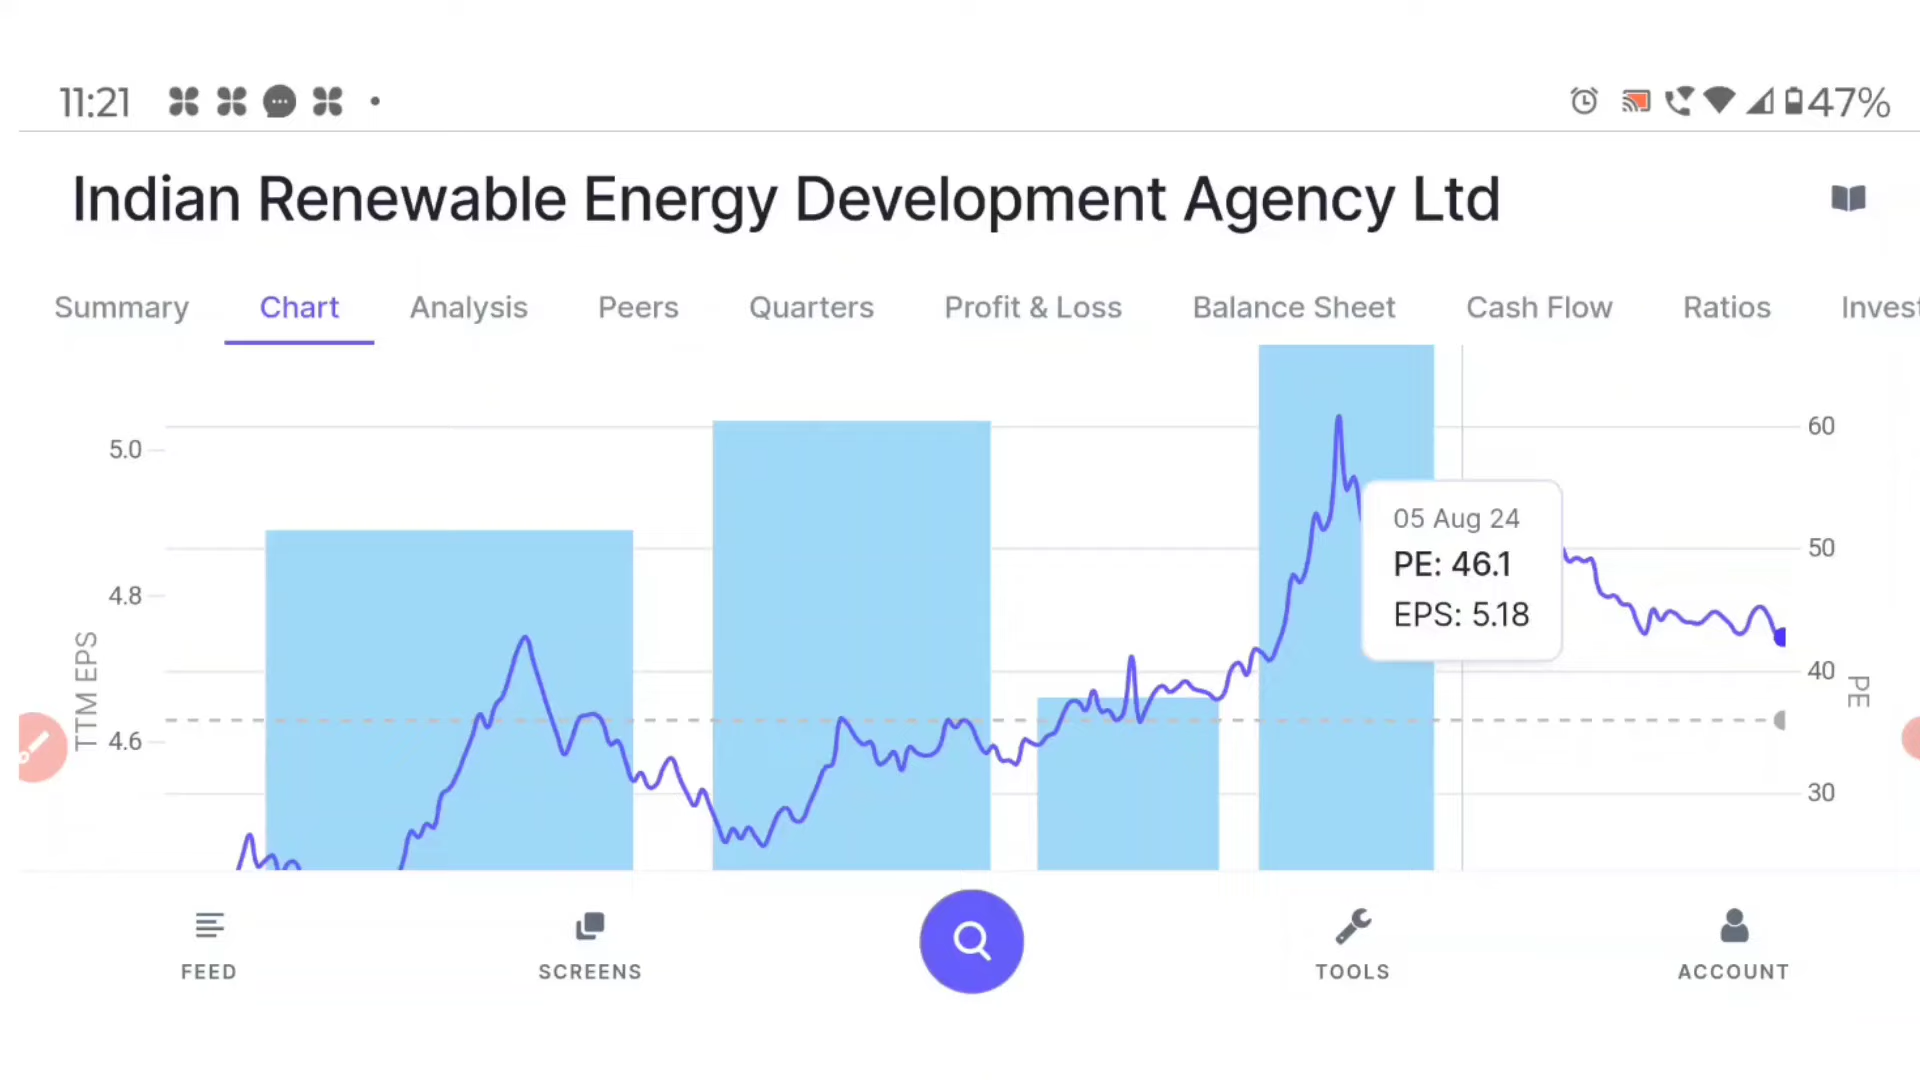 11:21
47%
Indian Renewable Energy Development Agency Ltd
Summary Chart Analysis Peers Quarters Profit & Loss Balance Sheet Cash Flow Ratios Invest
5.0
4.8
4.6
TTM EPS
05 Aug 24
PE: 46.1
EPS: 5.18
60
50
40
30
PE
FEED SCREENS TOOLS ACCOUNT